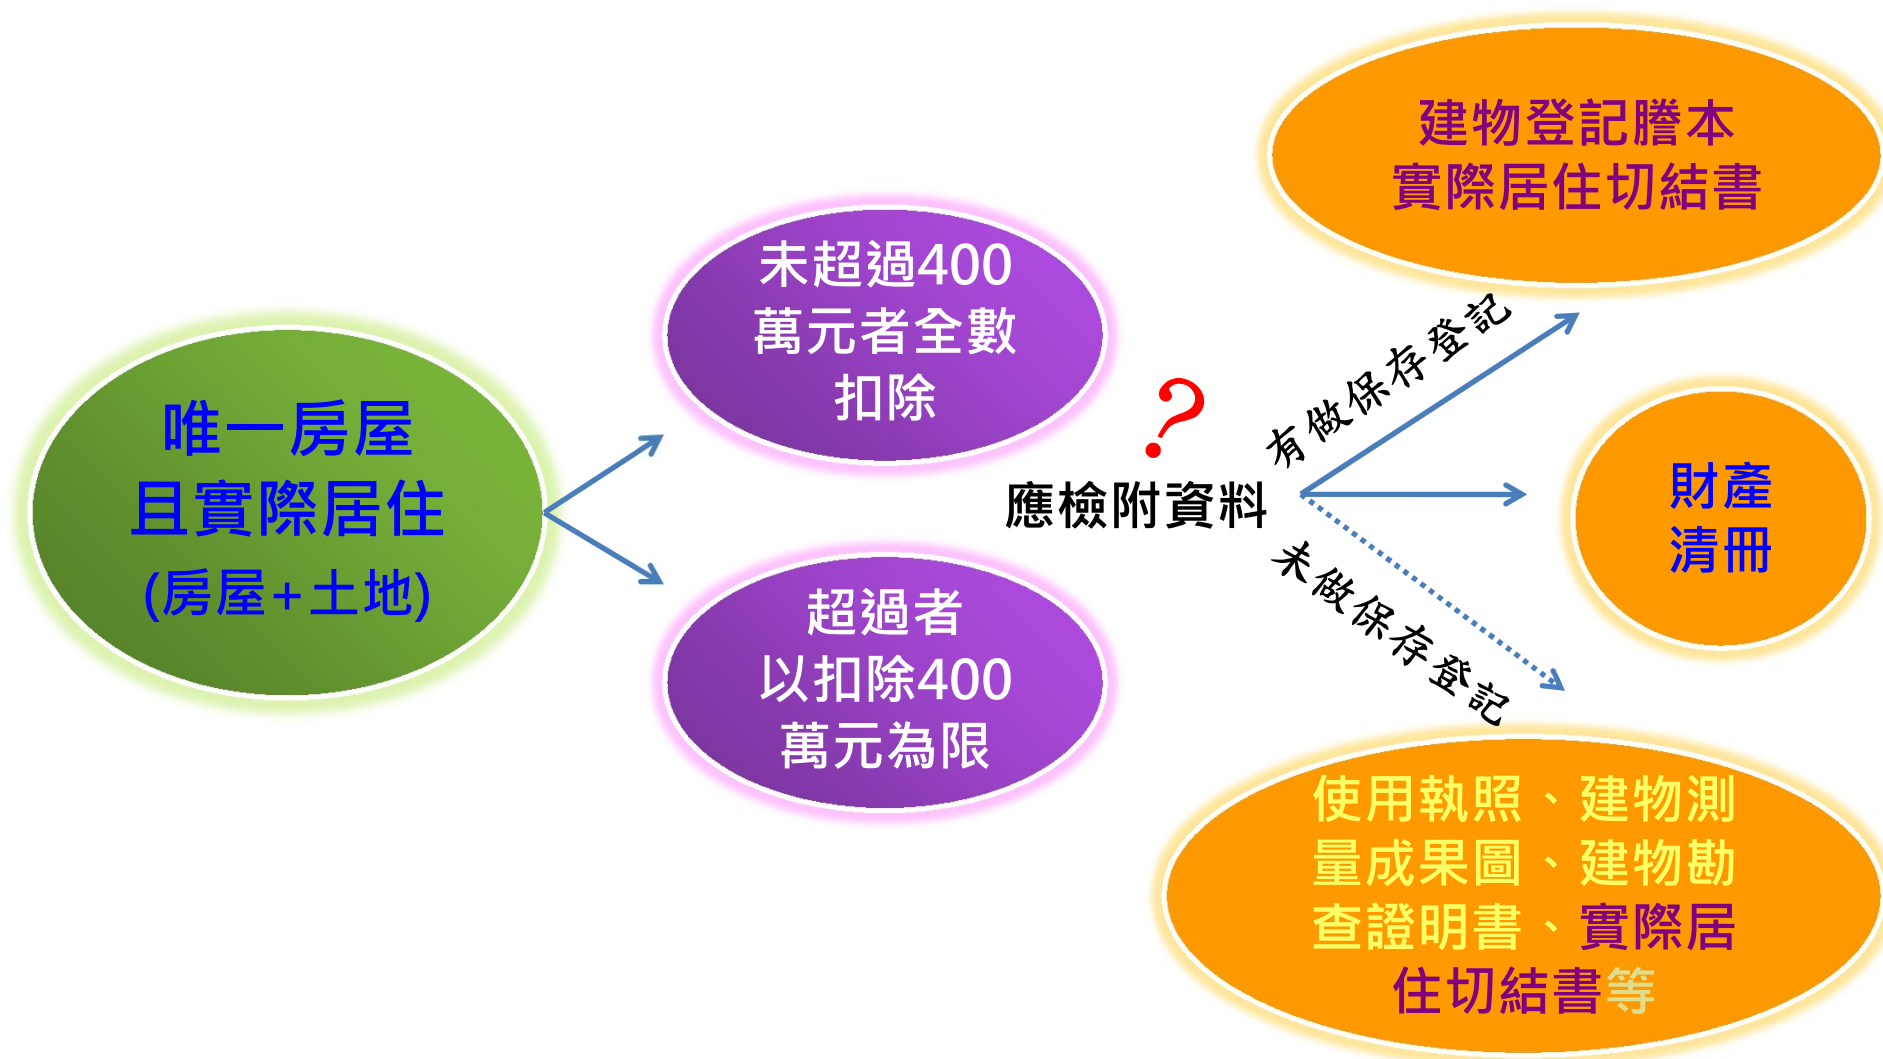 唯一房屋
且實際居住
(房屋+土地)
未超過400
萬元者全數
扣除
超過者
以扣除400
萬元為限
?
應檢附資料
有做保存登記
未做保存登記
建物登記謄本
實際居住切結書
財產
清冊
使用執照、建物測
量成果圖、建物勘
查證明書、實際居
住切結書等